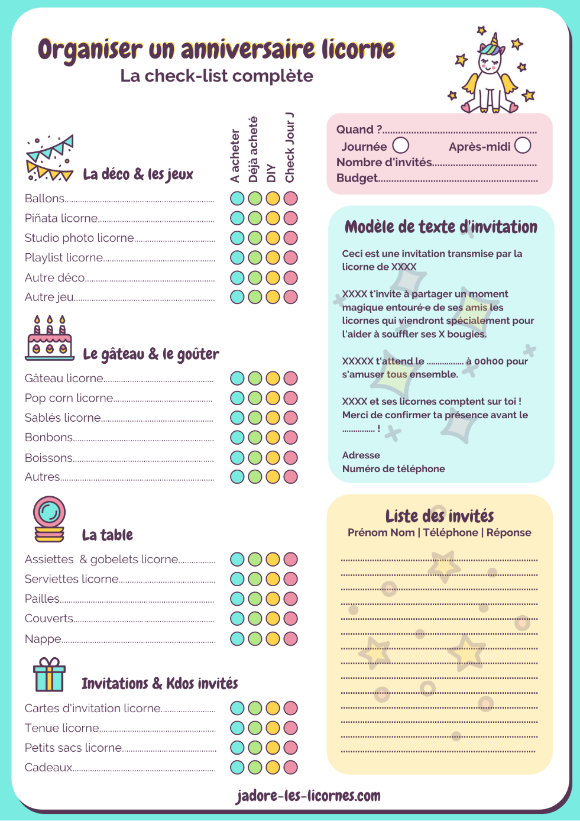 Organiser un anniversaire licorne
La check-list complète
A acheter
Déjà acheté
DIY
Check Jour J
La déco & les jeux
Ballons
Piñata licorne
Studio photo licorne
Playlist licorne
Autre déco
Autre jeu
Le gâteau & le goûter
Gâteau licorne
Pop corn licorne
Sablés licorne
Bonbons
Boissons
Autres
La table
Assiettes & gobelets licorne
Serviettes licorne
Pailles
Couverts
Nappe
Invitations & Kdos invités
Cartes d'invitation licorne
Tenue licorne
Petits sacs licorne
Cadeaux
Quand ?
Journée Après-midi
Nombre d'invités
Budget
Modèle de texte d'invitation
Ceci est une invitation transmise par la
licorne de XXXX
XXXX t'invite à partager un moment
magique entouré·e de ses amis les
licornes qui viendront spécialement pour
l'aider à souffler ses X bougies.
XXXXX t'attend le ................. à 00h00 pour
s'amuser tous ensemble.
XXXX et ses licornes comptent sur toi !
Merci de confirmer ta présence avant le
............... !
Adresse
Numéro de téléphone
Liste des invités
Prénom Nom | Téléphone | Réponse
jadore-les-licornes.com